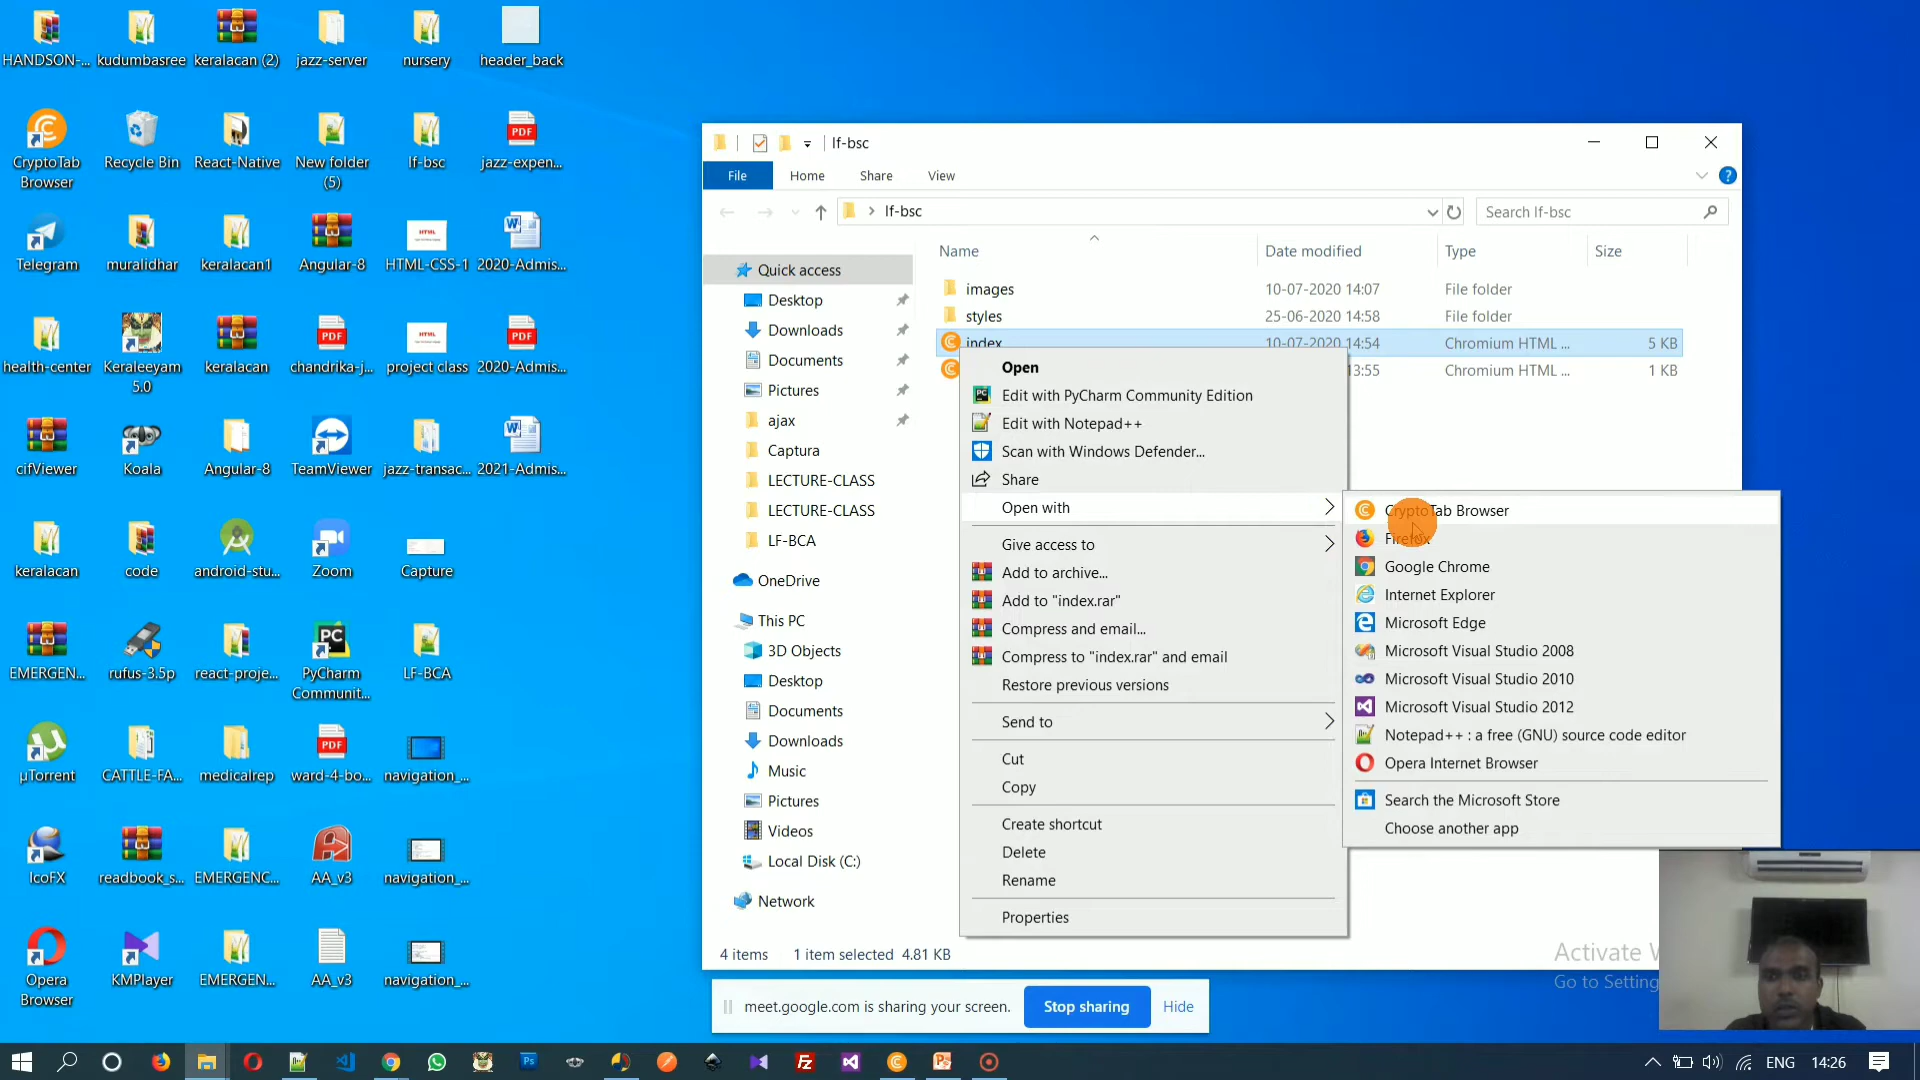 HANDSON-...
kudumbasree
keralacan (2)
jazz-server
nursery
header_back
CryptoTab Browser
Recycle Bin
React-Native
New folder (5)
lf-bsc
jazz-expen...
Telegram
muralidhar
keralacan1
Angular-8
HTML-CSS-1
2020-Admis...
health-center
Keraleeyam 5.0
keralacan
chandrika-j...
project class
2020-Admis...
cifViewer
Koala
Angular-8
TeamViewer
jazz-transac...
2021-Admis...
keralacan
code
android-stu...
Zoom
Capture
EMERGEN...
rufus-3.5p
react-proje...
PyCharm Communit...
LF-BCA
µTorrent
CATTLE-FA...
medicalrep
ward-4-bo...
navigation_...
IcoFX
readbook_s...
EMERGENC...
AA_v3
navigation_...
Opera Browser
KMPlayer
EMERGEN...
AA_v3
navigation_...
lf-bsc
File
Home
Share
View
lf-bsc
Search lf-bsc
Name
Date modified
Type
Size
images
10-07-2020 14:07
File folder
styles
25-06-2020 14:58
File folder
index
10-07-2020 14:54
Chromium HTML ...
5 KB
13:55
Chromium HTML ...
1 KB
Quick access
Desktop
Downloads
Documents
Pictures
ajax
Captura
LECTURE-CLASS
LECTURE-CLASS
LF-BCA
OneDrive
This PC
3D Objects
Desktop
Documents
Downloads
Music
Pictures
Videos
Local Disk (C:)
Network
4 items
1 item selected 4.81 KB
Open
Edit with PyCharm Community Edition
Edit with Notepad++
Scan with Windows Defender...
Share
Open with
Give access to
Add to archive...
Add to "index.rar"
Compress and email...
Compress to "index.rar" and email
Restore previous versions
Send to
Cut
Copy
Create shortcut
Delete
Rename
Properties
CryptoTab Browser
Firefox
Google Chrome
Internet Explorer
Microsoft Edge
Microsoft Visual Studio 2008
Microsoft Visual Studio 2010
Microsoft Visual Studio 2012
Notepad++ : a free (GNU) source code editor
Opera Internet Browser
Search the Microsoft Store
Choose another app
Activate
Go to Setting
meet.google.com is sharing your screen.
Stop sharing
Hide
ENG
14:26